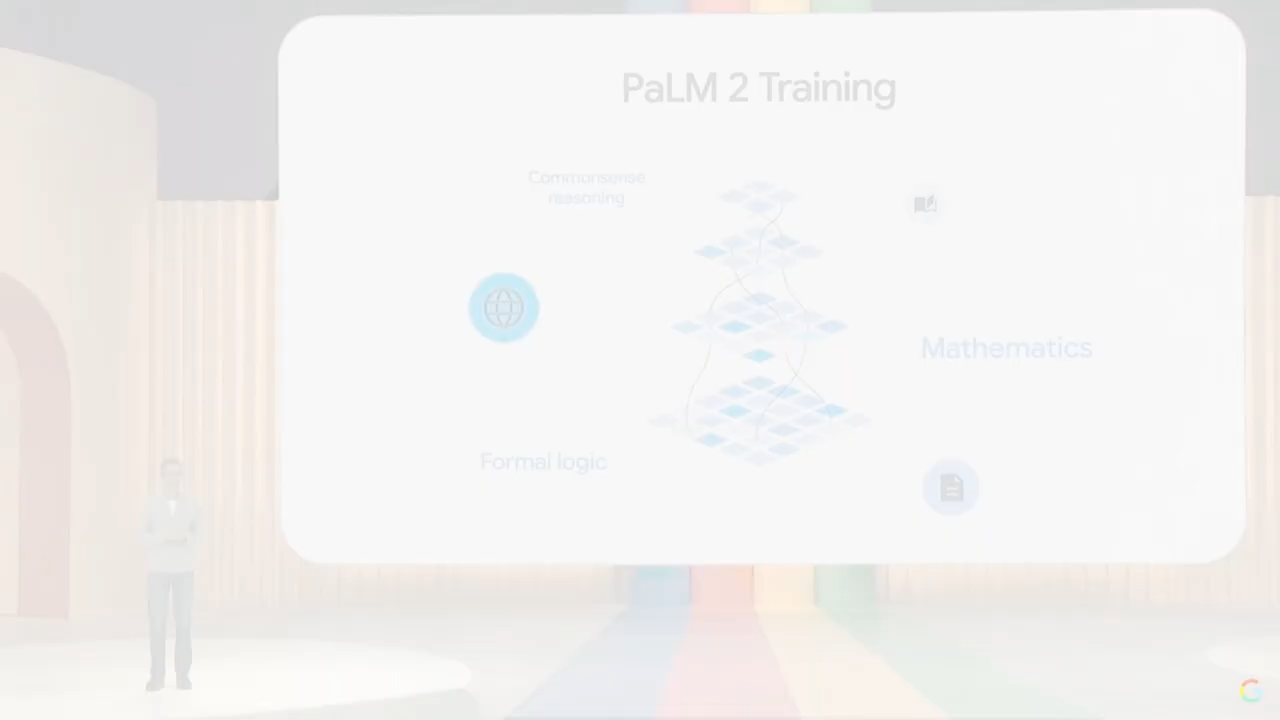 PaLM 2 Training
Commonsense
reasoning
Mathematics
Formal logic